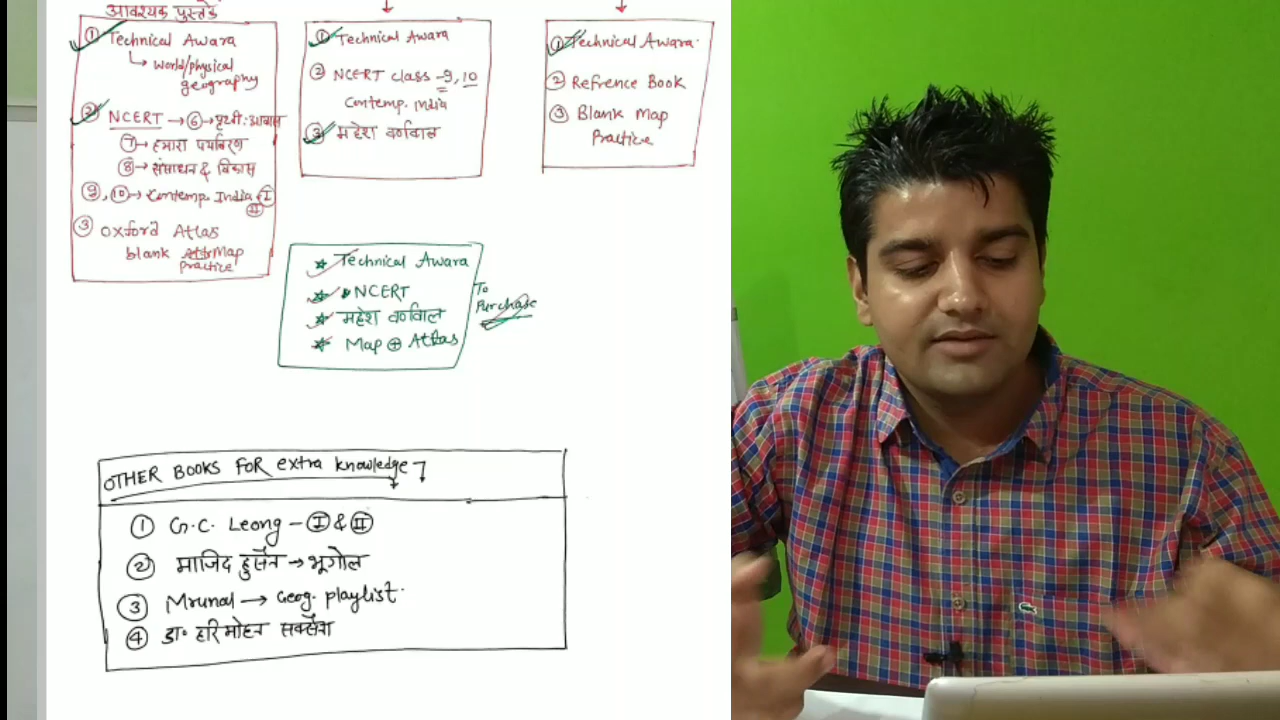 आवश्यक पुस्तकें
① Technical Awara
↳ World/physical
geography
② NCERT → ⑥ → पृथ्वी: आवास
⑦ → हमारा पर्यावरण
⑧ → संसाधन & विकास
⑨, ⑩ → Contemp. India I
II
③ Oxford Atlas
blank Map
Practice
① Technical Awara
② NCERT class - 9, 10
Contemp. India
③ महेश वर्णवाल
① Technical Awara
② Refrence Book
③ Blank Map
Practice
★ Technical Awara
★ NCERT
★ महेश वर्णवाल
★ Map ⊕ Atlas
To
Purchase
OTHER BOOKS FOR extra knowledge
① G.C. Leong - Ⅰ & Ⅱ
② माजिद हुसैन → भूगोल
③ Mrunal → Geog. playlist
④ डा॰ हरिमोहन सक्सैना